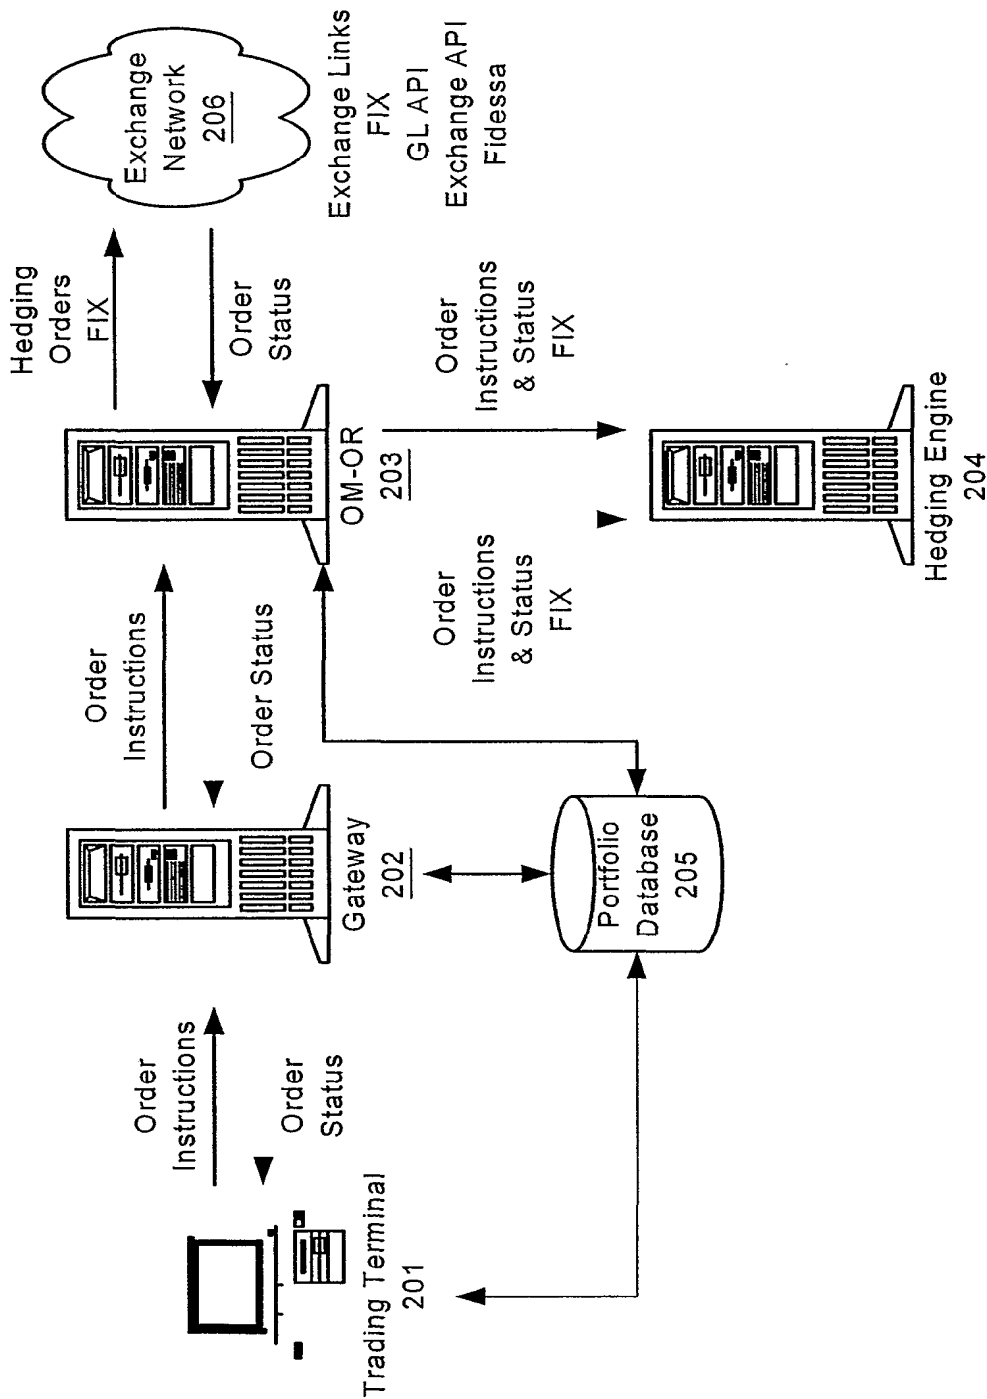 Order
Instructions
Order
Status
Trading Terminal
201
Order
Instructions
Order Status
Gateway
202
Portfolio
Database
205
Hedging
Orders
FIX
Order
Status
OM-OR
203
Order
Instructions
& Status
FIX
Order
Instructions
& Status
FIX
Hedging Engine
204
Exchange
Network
206
Exchange Links
FIX
GL API
Exchange API
Fidessa